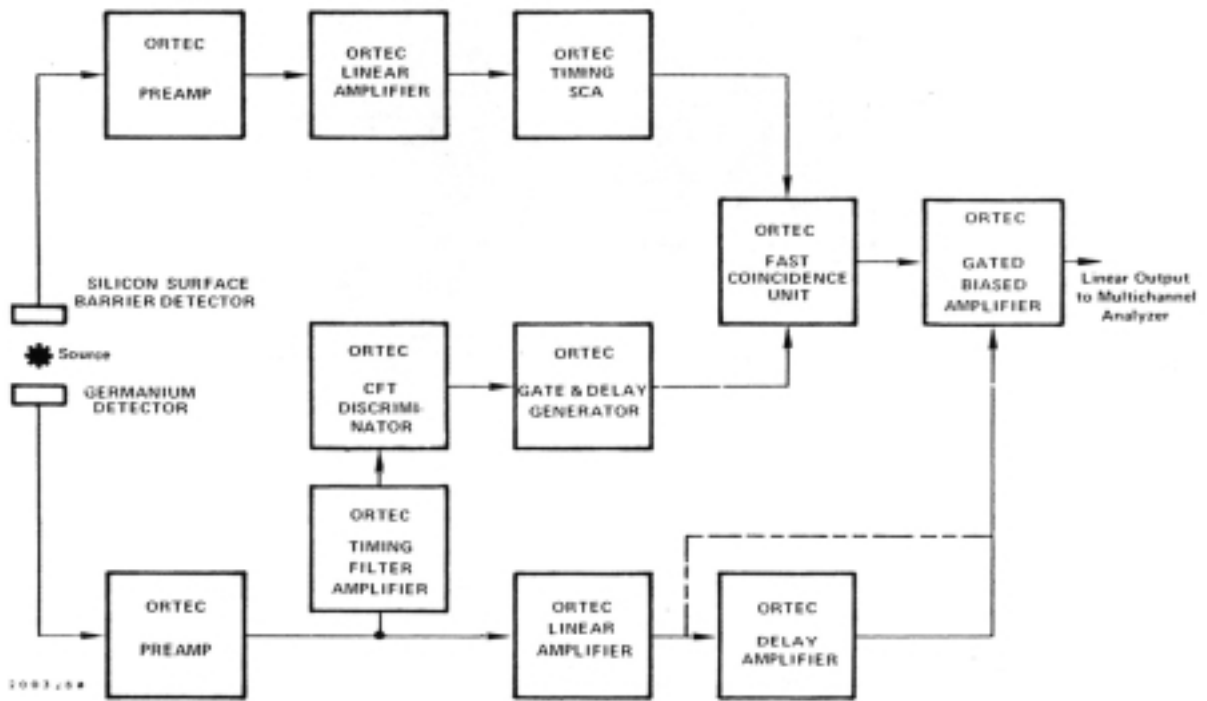 ORTEC
PREAMP
ORTEC
LINEAR
AMPLIFIER
ORTEC
TIMING
SCA
SILICON SURFACE
BARRIER DETECTOR
Source
GERMANIUM
DETECTOR
ORTEC
CFT
DISCRIMI-
NATOR
ORTEC
GATE & DELAY
GENERATOR
ORTEC
FAST
COINCIDENCE
UNIT
ORTEC
GATED
BIASED
AMPLIFIER
Linear Output
to Multichannel
Analyzer
ORTEC
TIMING
FILTER
AMPLIFIER
ORTEC
PREAMP
ORTEC
LINEAR
AMPLIFIER
ORTEC
DELAY
AMPLIFIER